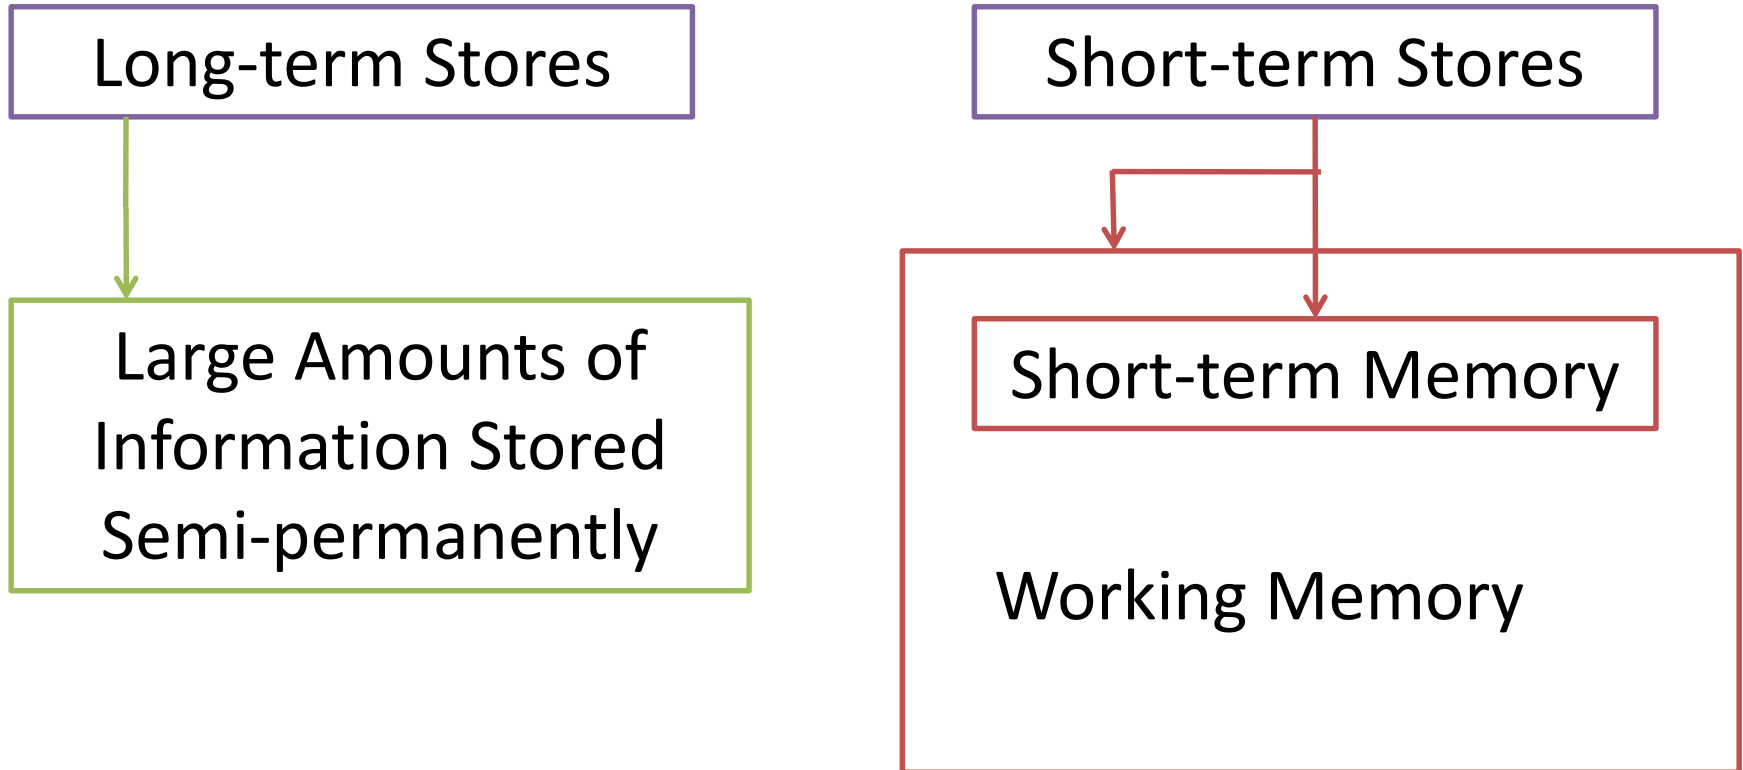 Long-term Stores
Large Amounts of
Information Stored
Semi-permanently
Short-term Stores
Short-term Memory
Working Memory